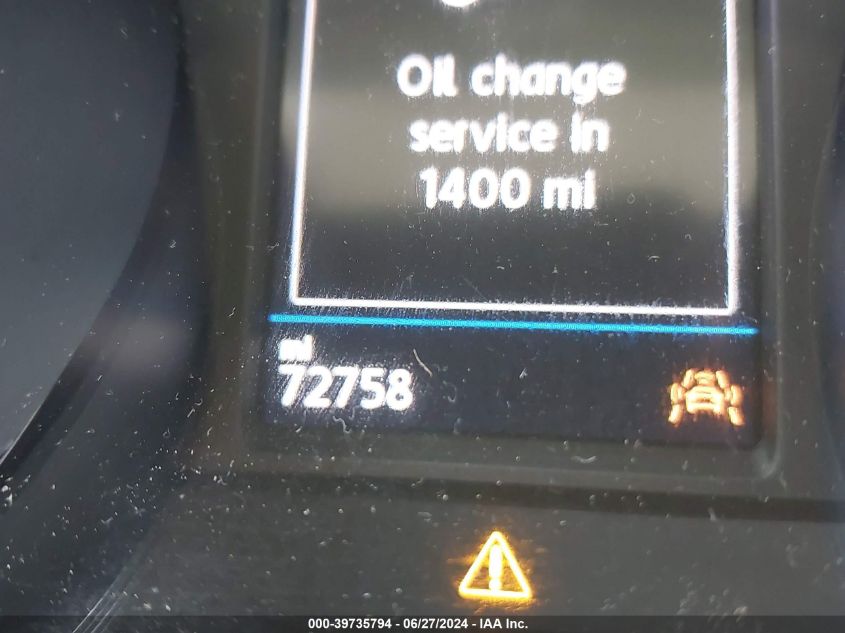 Oil change
service in
1400 mi
mi
72758
000-39735794 - 06/27/2024 - IAA Inc.